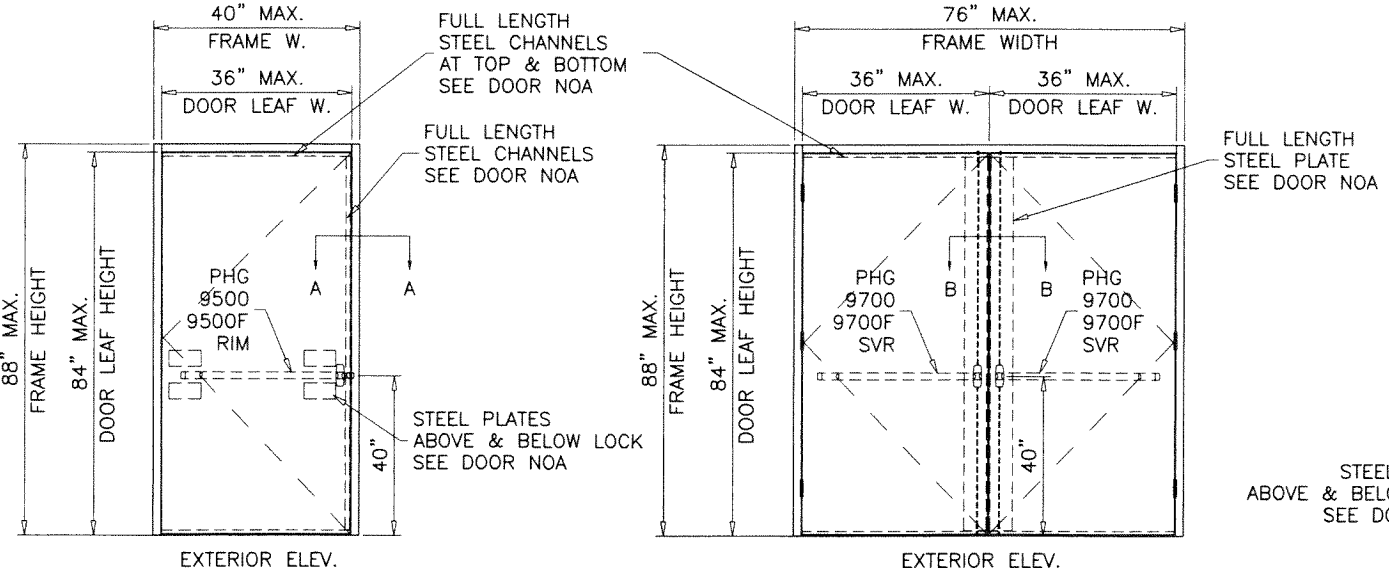 40" MAX.
FRAME W.
36" MAX.
DOOR LEAF W.
FULL LENGTH
STEEL CHANNELS
AT TOP & BOTTOM
SEE DOOR NOA
FULL LENGTH
STEEL CHANNELS
SEE DOOR NOA
88" MAX.
FRAME HEIGHT
84" MAX.
DOOR LEAF HEIGHT
A
A
PHG
9500
9500F
RIM
STEEL PLATES
ABOVE & BELOW LOCK
SEE DOOR NOA
40"
EXTERIOR ELEV.
76" MAX.
FRAME WIDTH
36" MAX.
DOOR LEAF W.
36" MAX.
DOOR LEAF W.
FULL LENGTH
STEEL PLATE
SEE DOOR NOA
88" MAX.
FRAME HEIGHT
84" MAX.
DOOR LEAF HEIGHT
B
B
PHG
9700
9700F
SVR
PHG
9700
9700F
SVR
40"
EXTERIOR ELEV.
STEEL
ABOVE & BELO
SEE DO